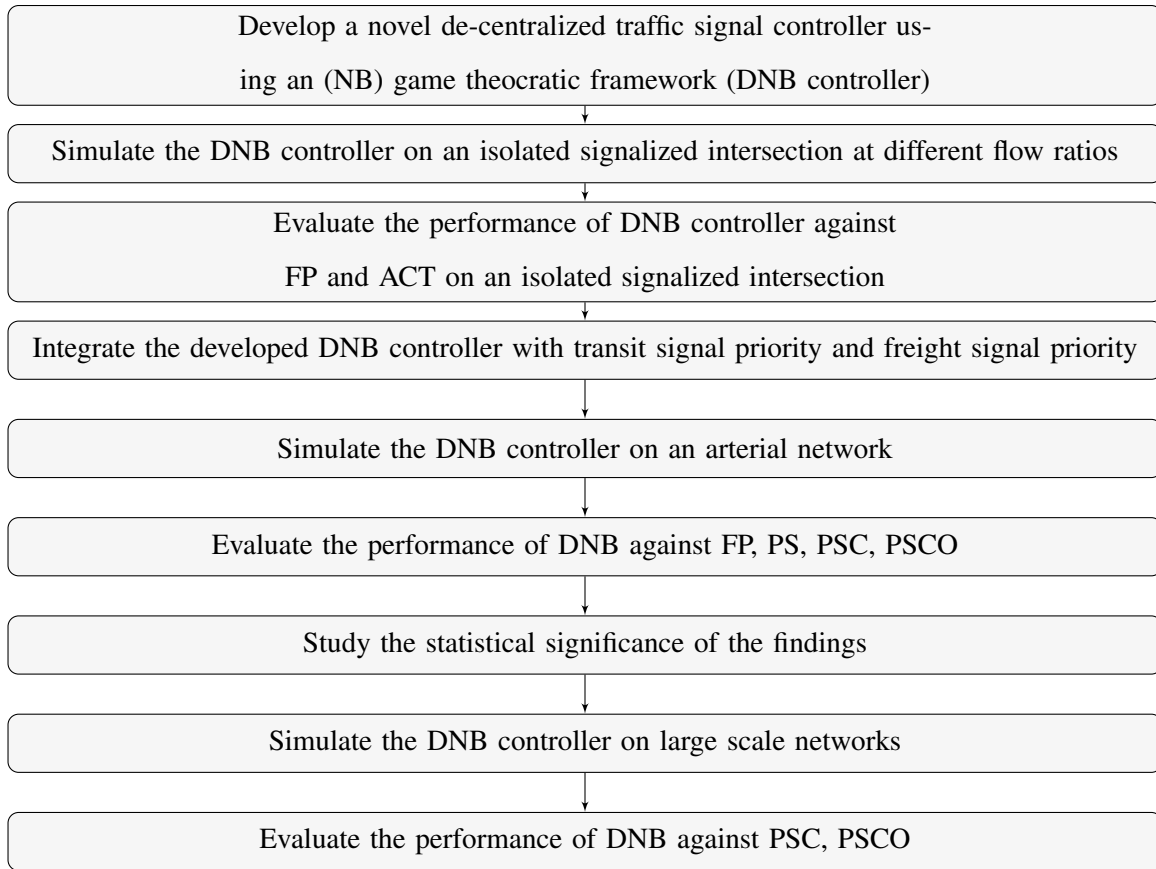 Develop a novel de-centralized traffic signal controller us-
ing an (NB) game theocratic framework (DNB controller)
Simulate the DNB controller on an isolated signalized intersection at different flow ratios
Evaluate the performance of DNB controller against
FP and ACT on an isolated signalized intersection
Integrate the developed DNB controller with transit signal priority and freight signal priority
Simulate the DNB controller on an arterial network
Evaluate the performance of DNB against FP, PS, PSC, PSCO
Study the statistical significance of the findings
Simulate the DNB controller on large scale networks
Evaluate the performance of DNB against PSC, PSCO